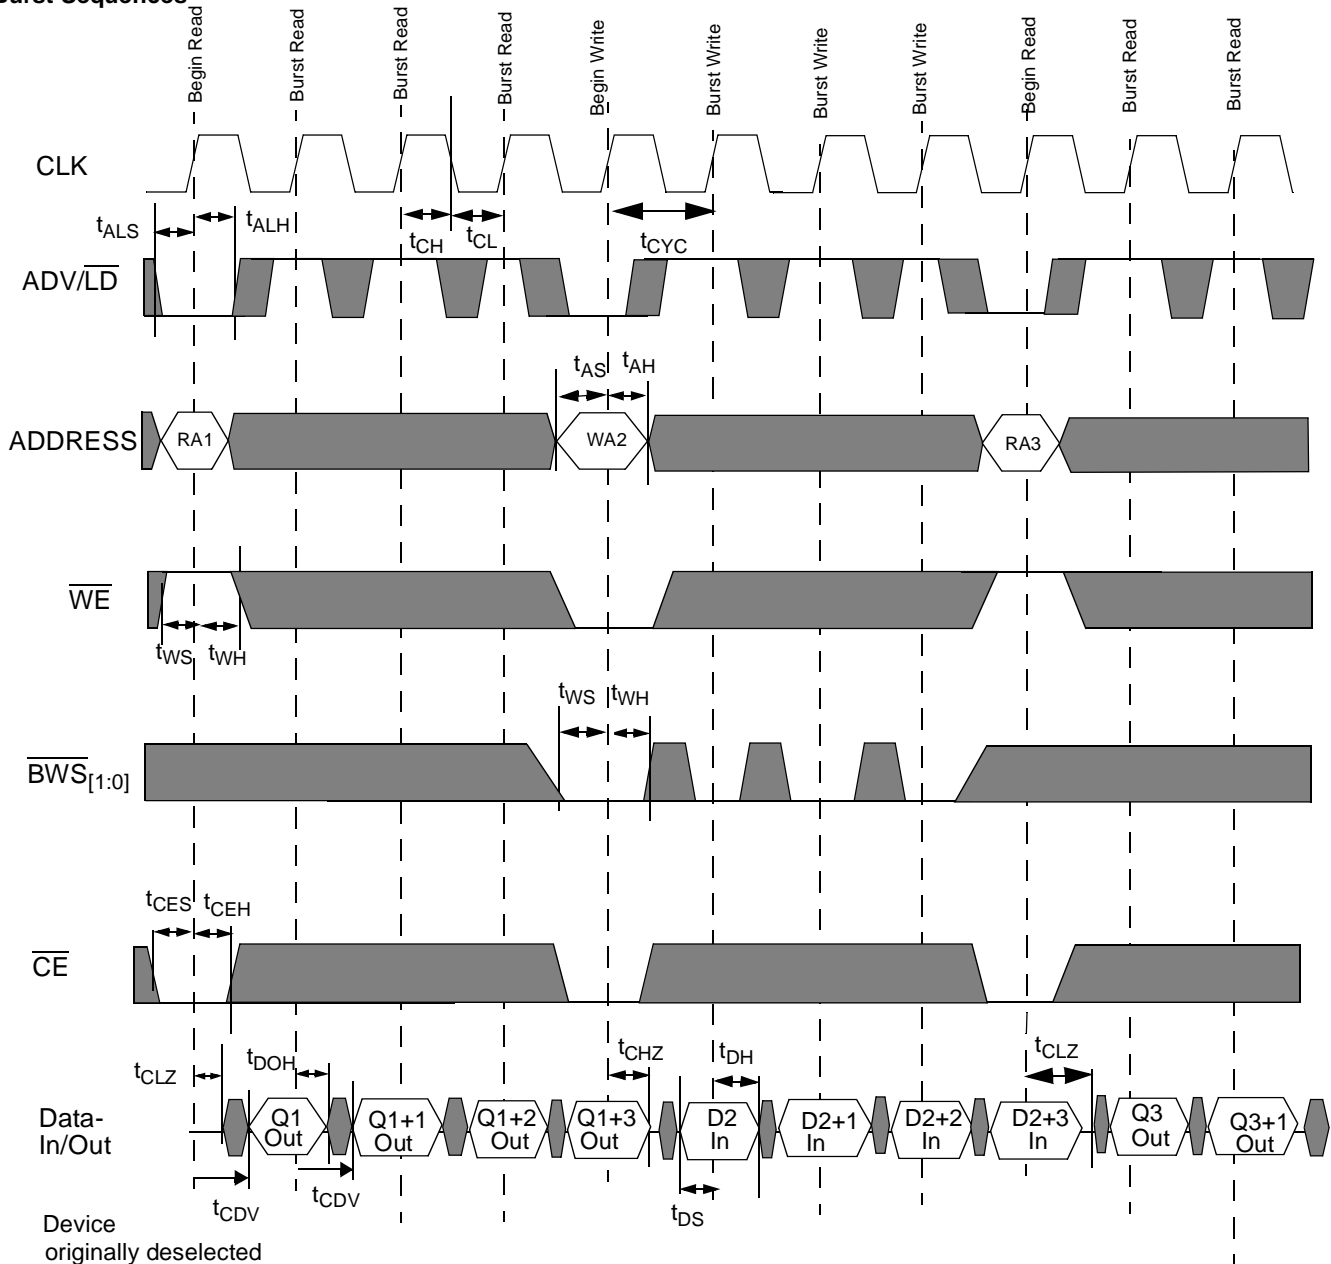 Burst Sequences
Begin Read
Burst Read
Burst Read
Burst Read
Begin Write
Burst Write
Burst Write
Burst Write
Begin Read
Burst Read
Burst Read
CLK
tALS
tALH
tCH
tCL
tCYC
ADV/LD
tAS
tAH
ADDRESS
RA1
WA2
RA3
WE
tWS
tWH
tWS
tWH
BWS[1:0]
tCES
tCEH
CE
tCLZ
tDOH
tCHZ
tDH
tCLZ
Data-
In/Out
Q1
Out
Q1+1
Out
Q1+2
Out
Q1+3
Out
D2
In
D2+1
In
D2+2
In
D2+3
In
Q3
Out
Q3+1
Out
tCDV
tCDV
tDS
Device
originally deselected